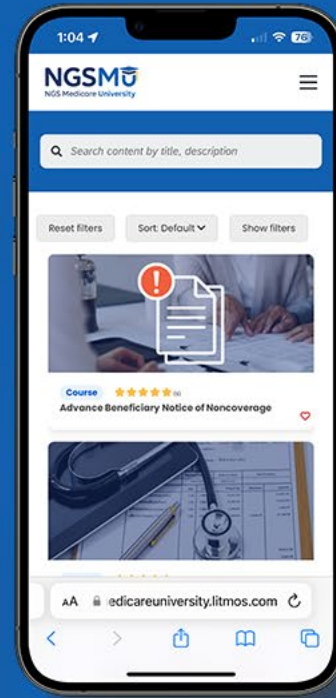 1:04
76
NGSMU
NGS Medicare University
Search content by title, description
Reset filters
Sort: Default
Show filters
!
Course
Advance Beneficiary Notice of Noncoverage
AA
edicareuniversity.litmos.com